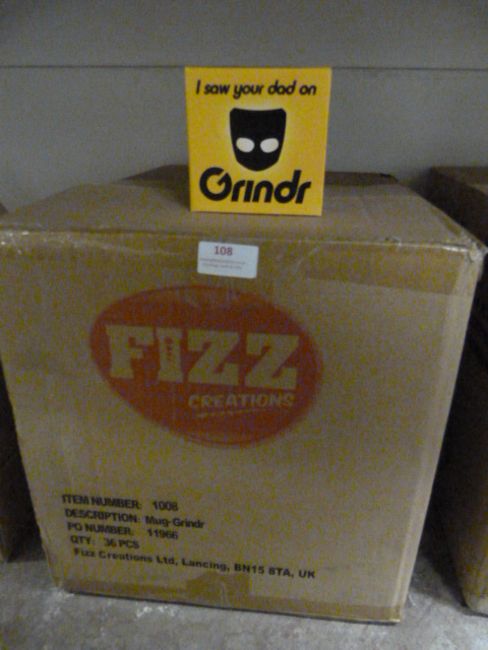 I saw your dad on
Grindr
108
FIZZ
CREATIONS
ITEM NUMBER: 1008
DESCRIPTION: Mug-Grindr
PO NUMBER: 11966
QTY: 36 PCS
Fizz Creations Ltd, Lancing, BN15 8TA, UK